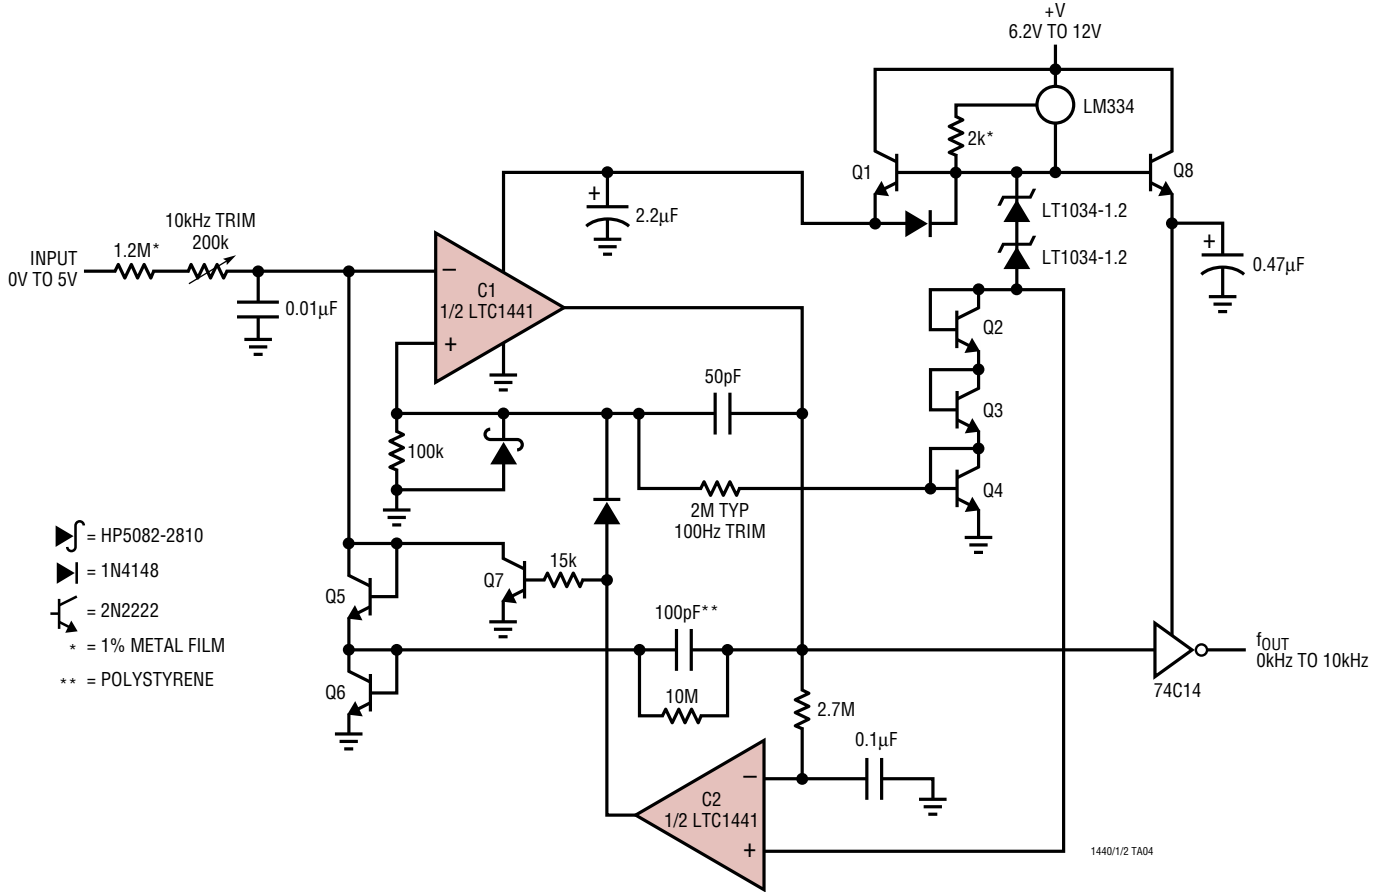 +V
6.2V TO 12V
LM334
2k*
Q1
Q8
LT1034-1.2
LT1034-1.2
+
2.2µF
+
0.47µF
10kHz TRIM
200k
1.2M*
INPUT
0V TO 5V
0.01µF
−
C1
1/2 LTC1441
+
Q2
Q3
Q4
50pF
100k
2M TYP
100Hz TRIM
= HP5082-2810
= 1N4148
= 2N2222
* = 1% METAL FILM
** = POLYSTYRENE
Q5
Q7
15k
Q6
100pF**
10M
74C14
fOUT
0kHz TO 10kHz
2.7M
0.1µF
−
C2
1/2 LTC1441
+
1440/1/2 TA04